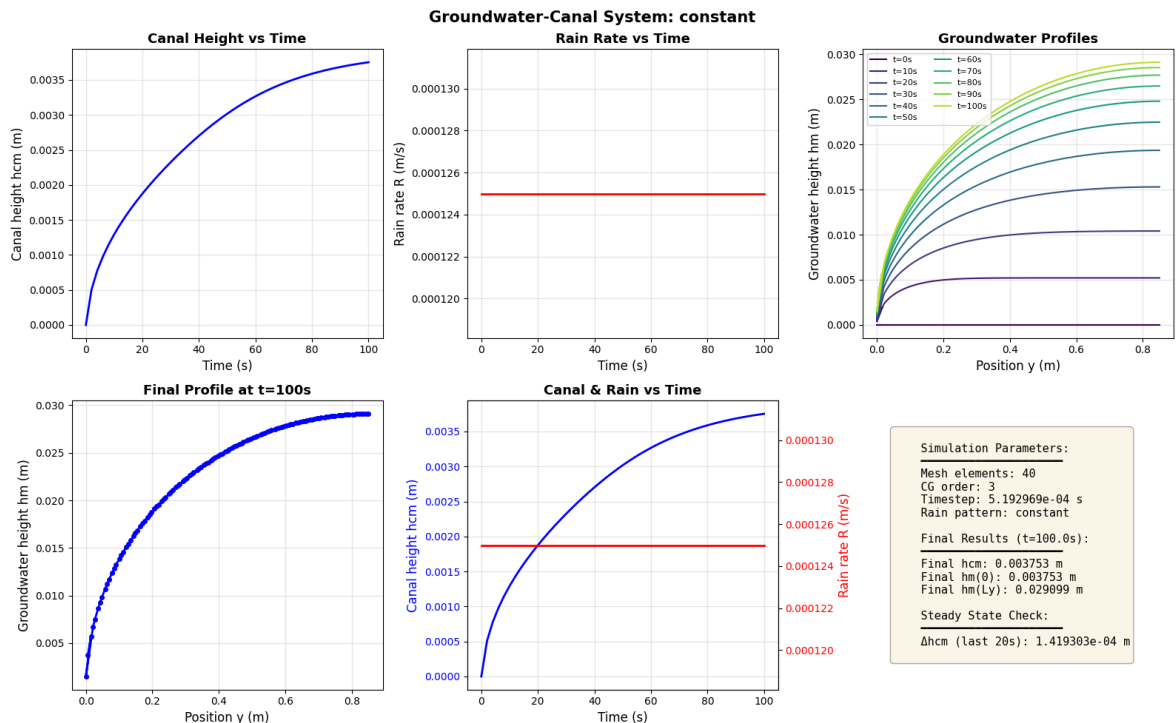 Groundwater-Canal System: constant
Canal Height vs Time
Canal height hcm (m)
0.0035
0.0030
0.0025
0.0020
0.0015
0.0010
0.0005
0.0000
0 20 40 60 80 100
Time (s)
Rain Rate vs Time
Rain rate R (m/s)
0.000130
0.000128
0.000126
0.000124
0.000122
0.000120
0 20 40 60 80 100
Time (s)
Groundwater Profiles
Groundwater height hm (m)
0.030
0.025
0.020
0.015
0.010
0.005
0.000
t=0s
t=10s
t=20s
t=30s
t=40s
t=50s
t=60s
t=70s
t=80s
t=90s
t=100s
0.0 0.2 0.4 0.6 0.8
Position y (m)
Final Profile at t=100s
Groundwater height hm (m)
0.030
0.025
0.020
0.015
0.010
0.005
0.0 0.2 0.4 0.6 0.8
Position y (m)
Canal & Rain vs Time
Canal height hcm (m)
0.0035
0.0030
0.0025
0.0020
0.0015
0.0010
0.0005
0.0000
0 20 40 60 80 100
Time (s)
0.000130
0.000128
0.000126
0.000124
0.000122
0.000120
Rain rate R (m/s)
Simulation Parameters:
Mesh elements: 40
CG order: 3
Timestep: 5.192969e-04 s
Rain pattern: constant
Final Results (t=100.0s):
Final hcm: 0.003753 m
Final hm(0): 0.003753 m
Final hm(Ly): 0.029099 m
Steady State Check:
Δhcm (last 20s): 1.419303e-04 m